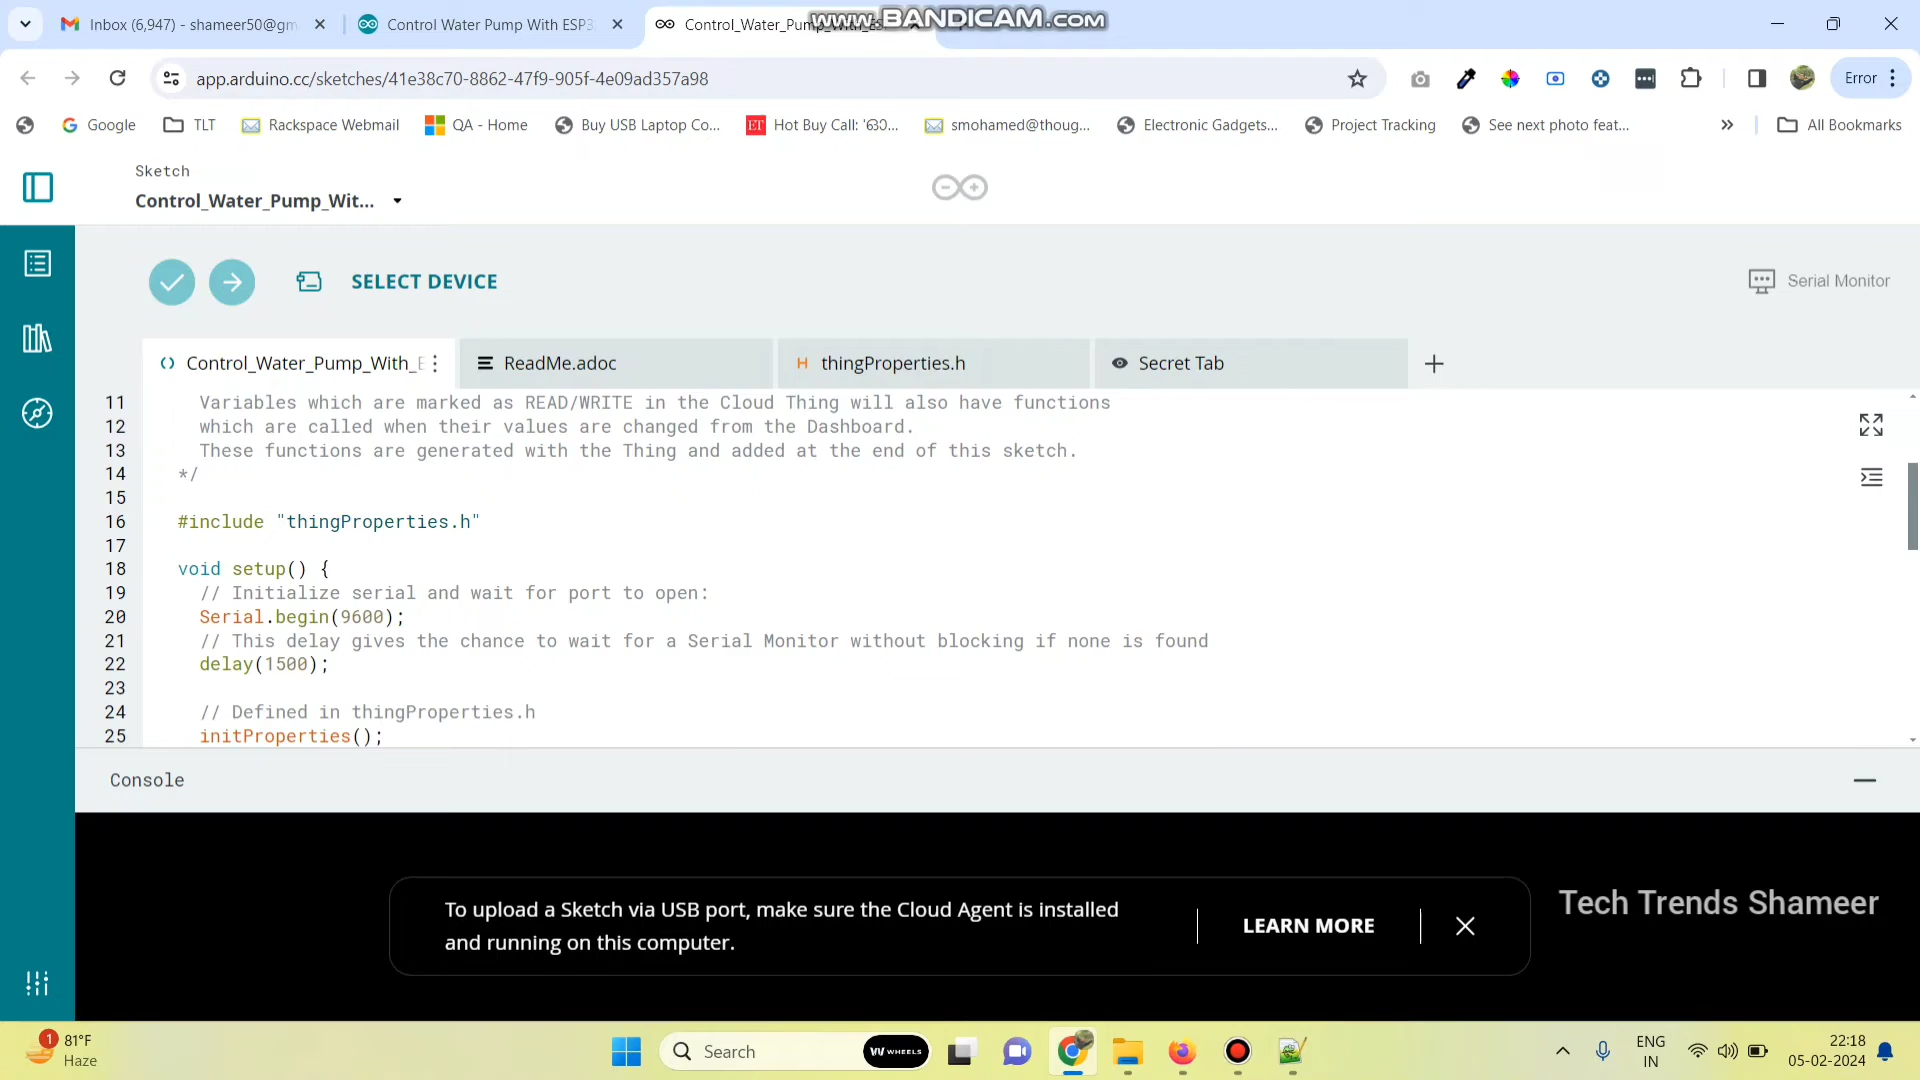 Inbox (6,947) - shameer50@gm
Control Water Pump With ESP3
Control_Water_Pump_With_ES
www.BANDICAM.com
app.arduino.cc/sketches/41e38c70-8862-47f9-905f-4e09ad357a98
Error
Google
TLT
Rackspace Webmail
QA - Home
Buy USB Laptop Co...
ET
Hot Buy Call: '630...
smohamed@thoug...
Electronic Gadgets...
Project Tracking
See next photo feat...
All Bookmarks
Sketch
Control_Water_Pump_Wit...
SELECT DEVICE
Serial Monitor
Control_Water_Pump_With_E
ReadMe.adoc
H thingProperties.h
Secret Tab
11 Variables which are marked as READ/WRITE in the Cloud Thing will also have functions
12 which are called when their values are changed from the Dashboard.
13 These functions are generated with the Thing and added at the end of this sketch.
14 */
15
16 #include "thingProperties.h"
17
18 void setup() {
19 // Initialize serial and wait for port to open:
20 Serial.begin(9600);
21 // This delay gives the chance to wait for a Serial Monitor without blocking if none is found
22 delay(1500);
23
24 // Defined in thingProperties.h
25 initProperties();
Console
To upload a Sketch via USB port, make sure the Cloud Agent is installed
and running on this computer.
LEARN MORE
Tech Trends Shameer
1
81°F
Haze
Search
WHEELS
ENG
IN
22:18
05-02-2024